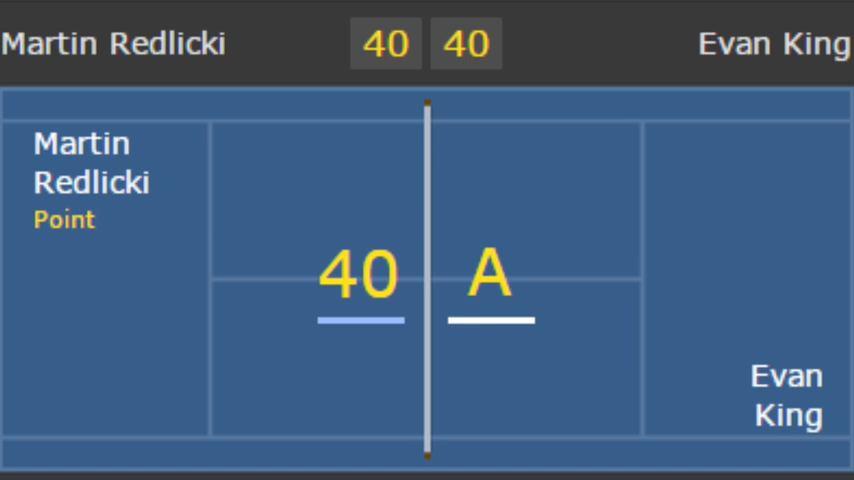 Martin Redlicki 40 40 Evan King
Martin
Redlicki
Point
40 A
Evan
King